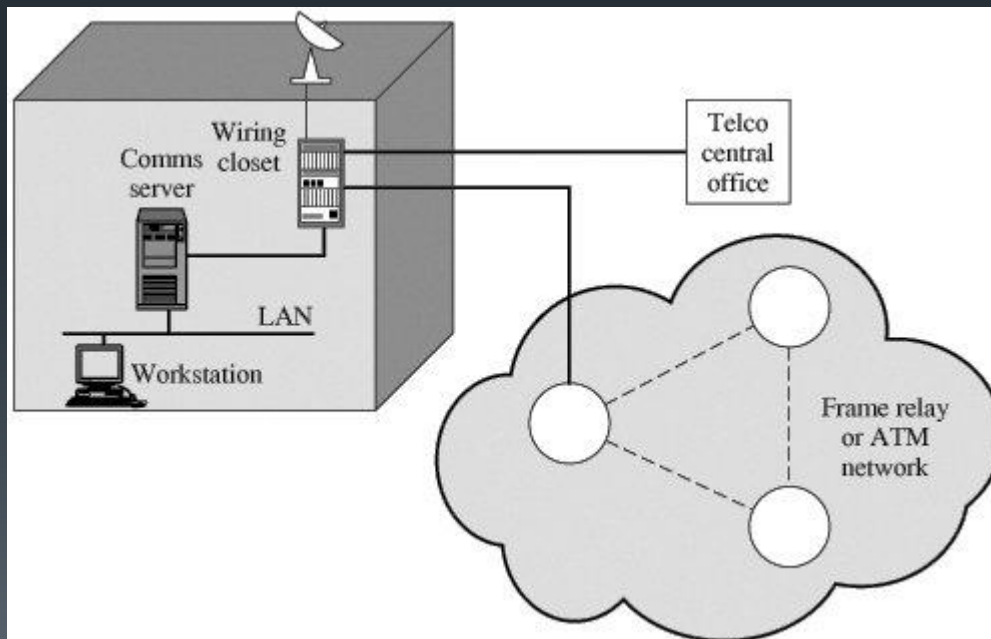 Wiring
closet
Comms
server
LAN
Workstation
Telco
central
office
Frame relay
or ATM
network